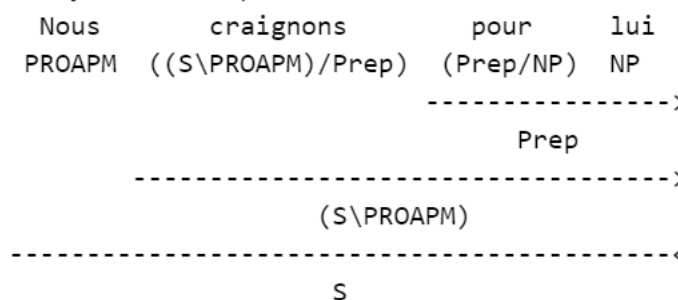 Nous craignons pour lui
PROAPM ((S\PROAPM)/Prep) (Prep/NP) NP
---------------->
Prep
----------------------------------->
(S\PROAPM)
-------------------------------------------<
S